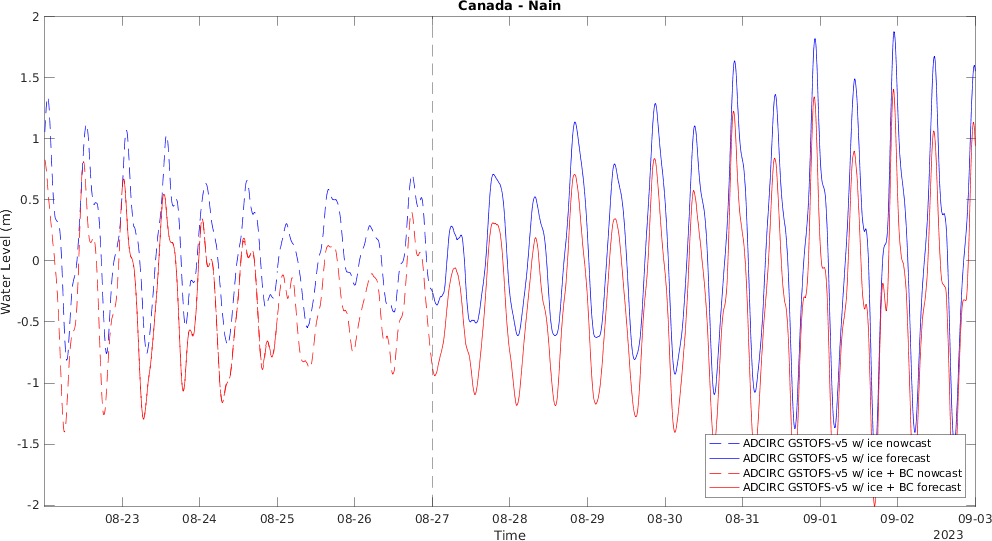 Canada - Nain
Water Level (m)
2
1.5
1
0.5
0
-0.5
-1
-1.5
-2
ADCIRC GSTOFS-v5 w/ ice nowcast
ADCIRC GSTOFS-v5 w/ ice forecast
ADCIRC GSTOFS-v5 w/ ice + BC nowcast
ADCIRC GSTOFS-v5 w/ ice + BC forecast
08-23 08-24 08-25 08-26 08-27 08-28 08-29 08-30 08-31 09-01 09-02 09-03
Time
2023